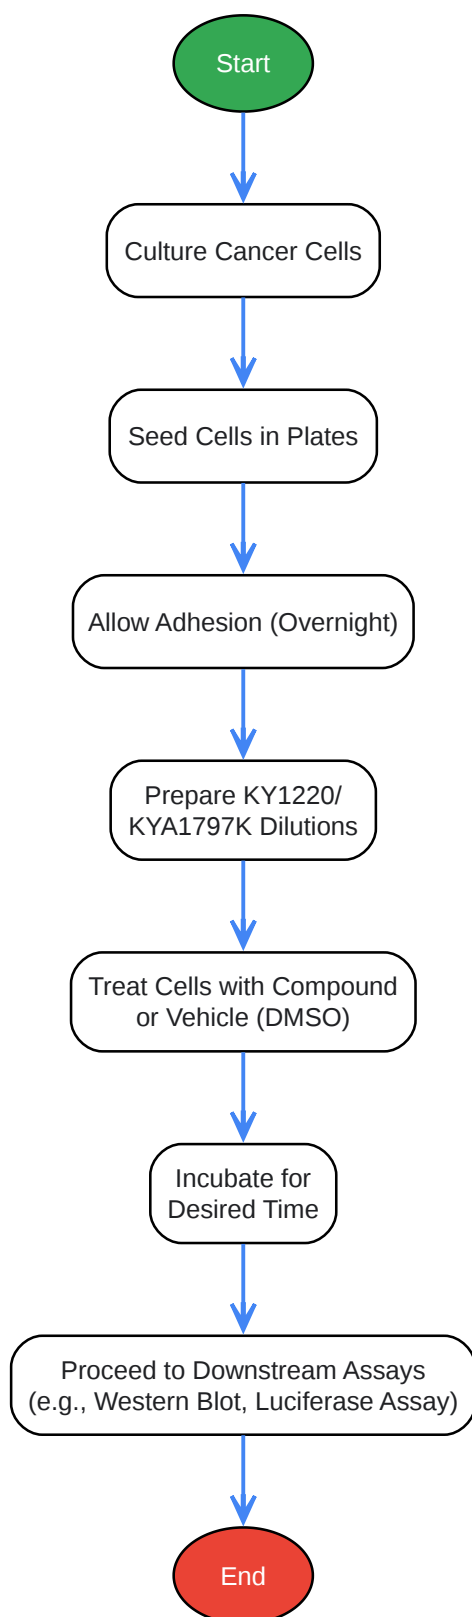 Start
Culture Cancer Cells
Seed Cells in Plates
Allow Adhesion (Overnight)
Prepare KY1220/
KYA1797K Dilutions
Treat Cells with Compound
or Vehicle (DMSO)
Incubate for
Desired Time
Proceed to Downstream Assays
(e.g., Western Blot, Luciferase Assay)
End